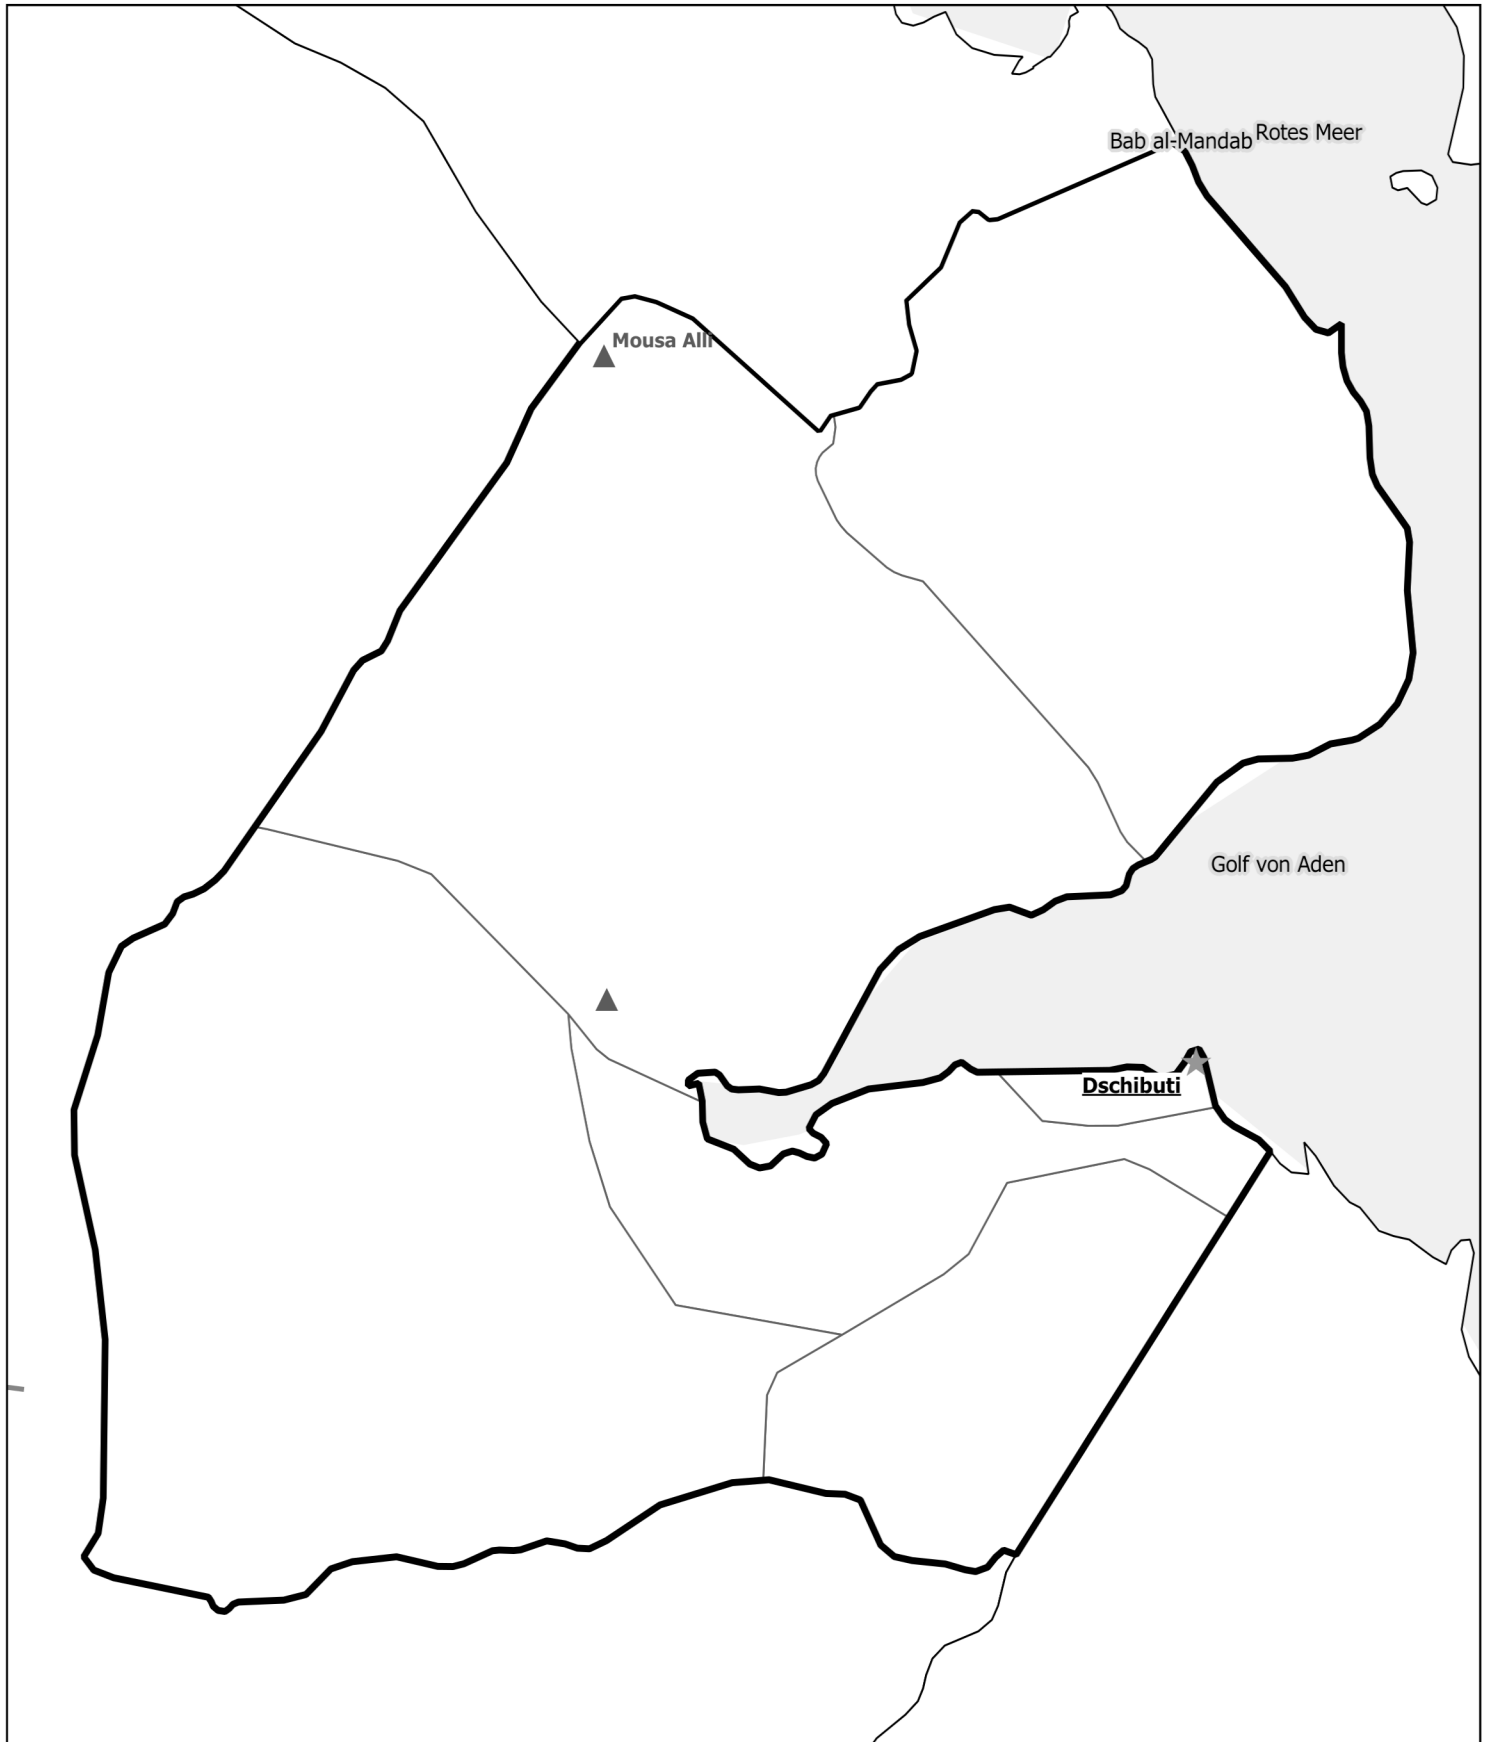 Bab al-Mandab
Rotes Meer
Mousa Alli
Golf von Aden
Dschibuti